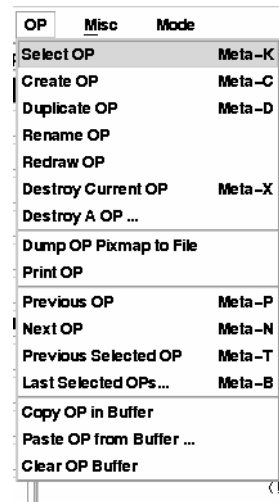 OP Misc Mode
Select OP Meta-K
Create OP Meta-C
Duplicate OP Meta-D
Rename OP
Redraw OP
Destroy Current OP Meta-X
Destroy A OP ...
Dump OP Pixmap to File
Print OP
Previous OP Meta-P
Next OP Meta-N
Previous Selected OP Meta-T
Last Selected OPs... Meta-B
Copy OP in Buffer
Paste OP from Buffer ...
Clear OP Buffer